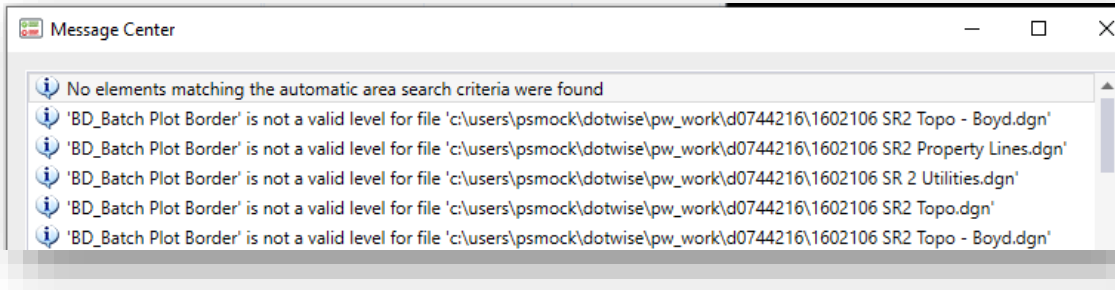 Message Center
No elements matching the automatic area search criteria were found
'BD_Batch Plot Border' is not a valid level for file 'c:\users\psmock\dotwise\pw_work\d0744216\1602106 SR2 Topo - Boyd.dgn'
'BD_Batch Plot Border' is not a valid level for file 'c:\users\psmock\dotwise\pw_work\d0744216\1602106 SR2 Property Lines.dgn'
'BD_Batch Plot Border' is not a valid level for file 'c:\users\psmock\dotwise\pw_work\d0744216\1602106 SR 2 Utilities.dgn'
'BD_Batch Plot Border' is not a valid level for file 'c:\users\psmock\dotwise\pw_work\d0744216\1602106 SR2 Topo.dgn'
'BD_Batch Plot Border' is not a valid level for file 'c:\users\psmock\dotwise\pw_work\d0744216\1602106 SR2 Topo - Boyd.dgn'